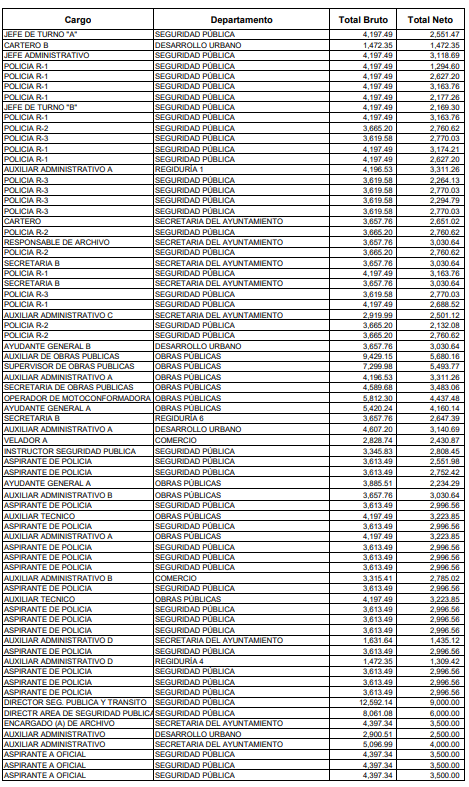 Cargo Departamento Total Bruto Total Neto
JEFE DE TURNO "A" SEGURIDAD PÚBLICA 4,197.49 2,551.47
CARTERO B DESARROLLO URBANO 1,472.35 1,472.35
JEFE ADMINISTRATIVO SEGURIDAD PÚBLICA 4,197.49 3,118.69
POLICIA R-1 SEGURIDAD PÚBLICA 4,197.49 1,294.60
POLICIA R-1 SEGURIDAD PÚBLICA 4,197.49 2,627.20
POLICIA R-1 SEGURIDAD PÚBLICA 4,197.49 3,163.76
POLICIA R-1 SEGURIDAD PÚBLICA 4,197.49 2,177.26
JEFE DE TURNO "B" SEGURIDAD PÚBLICA 4,197.49 2,169.30
POLICIA R-1 SEGURIDAD PÚBLICA 4,197.49 3,163.76
POLICIA R-2 SEGURIDAD PÚBLICA 3,665.20 2,760.62
POLICIA R-3 SEGURIDAD PÚBLICA 3,619.58 2,770.03
POLICIA R-1 SEGURIDAD PÚBLICA 4,197.49 3,174.21
POLICIA R-1 SEGURIDAD PÚBLICA 4,197.49 2,627.20
AUXILIAR ADMINISTRATIVO A REGIDURÍA 1 4,196.53 3,311.26
POLICIA R-3 SEGURIDAD PÚBLICA 3,619.58 2,264.13
POLICIA R-3 SEGURIDAD PÚBLICA 3,619.58 2,770.03
POLICIA R-3 SEGURIDAD PÚBLICA 3,619.58 2,294.79
POLICIA R-3 SEGURIDAD PÚBLICA 3,619.58 2,770.03
CARTERO SECRETARIA DEL AYUNTAMIENTO 3,657.76 2,651.02
POLICIA R-2 SEGURIDAD PÚBLICA 3,665.20 2,760.62
RESPONSABLE DE ARCHIVO SECRETARIA DEL AYUNTAMIENTO 3,657.76 3,030.64
POLICIA R-2 SEGURIDAD PÚBLICA 3,665.20 2,760.62
SECRETARIA B SECRETARIA DEL AYUNTAMIENTO 3,657.76 3,030.64
POLICIA R-1 SEGURIDAD PÚBLICA 4,197.49 3,163.76
SECRETARIA B SECRETARIA DEL AYUNTAMIENTO 3,657.76 3,030.64
POLICIA R-3 SEGURIDAD PÚBLICA 3,619.58 2,770.03
POLICIA R-1 SEGURIDAD PÚBLICA 4,197.49 2,688.52
AUXILIAR ADMINISTRATIVO C SECRETARIA DEL AYUNTAMIENTO 2,919.99 2,501.12
POLICIA R-2 SEGURIDAD PÚBLICA 3,665.20 2,132.08
POLICIA R-2 SEGURIDAD PÚBLICA 3,665.20 2,760.62
AYUDANTE GENERAL B DESARROLLO URBANO 3,657.76 3,030.64
AUXILIAR DE OBRAS PUBLICAS OBRAS PÚBLICAS 9,429.15 5,680.16
SUPERVISOR DE OBRAS PUBLICAS OBRAS PÚBLICAS 7,299.98 5,493.77
AUXILIAR ADMINISTRATIVO A OBRAS PÚBLICAS 4,196.53 3,311.26
SECRETARIA DE OBRAS PUBLICAS OBRAS PÚBLICAS 4,589.68 3,483.06
OPERADOR DE MOTOCONFORMADORA OBRAS PÚBLICAS 5,812.30 4,437.48
AYUDANTE GENERAL A OBRAS PÚBLICAS 5,420.24 4,160.14
SECRETARIA B REGIDURÍA 6 3,657.76 2,647.39
AUXILIAR ADMINISTRATIVO A DESARROLLO URBANO 4,607.20 3,140.69
VELADOR A COMERCIO 2,828.74 2,430.87
INSTRUCTOR SEGURIDAD PUBLICA SEGURIDAD PÚBLICA 3,345.83 2,808.45
ASPIRANTE DE POLICIA SEGURIDAD PÚBLICA 3,613.49 2,551.98
ASPIRANTE DE POLICIA SEGURIDAD PÚBLICA 3,613.49 2,752.42
AYUDANTE GENERAL A OBRAS PÚBLICAS 3,885.51 2,234.29
AUXILIAR ADMINISTRATIVO B OBRAS PÚBLICAS 3,657.76 3,030.64
ASPIRANTE DE POLICIA SEGURIDAD PÚBLICA 3,613.49 2,996.56
AUXILIAR TECNICO OBRAS PÚBLICAS 4,197.49 3,223.85
ASPIRANTE DE POLICIA SEGURIDAD PÚBLICA 3,613.49 2,996.56
AUXILIAR ADMINISTRATIVO A OBRAS PÚBLICAS 4,197.49 3,223.85
ASPIRANTE DE POLICIA SEGURIDAD PÚBLICA 3,613.49 2,996.56
ASPIRANTE DE POLICIA SEGURIDAD PÚBLICA 3,613.49 2,996.56
ASPIRANTE DE POLICIA SEGURIDAD PÚBLICA 3,613.49 2,996.56
AUXILIAR ADMINISTRATIVO B COMERCIO 3,315.41 2,785.02
ASPIRANTE DE POLICIA SEGURIDAD PÚBLICA 3,613.49 2,996.56
AUXILIAR TECNICO OBRAS PÚBLICAS 4,197.49 3,223.85
ASPIRANTE DE POLICIA SEGURIDAD PÚBLICA 3,613.49 2,996.56
ASPIRANTE DE POLICIA SEGURIDAD PÚBLICA 3,613.49 2,996.56
ASPIRANTE DE POLICIA SEGURIDAD PÚBLICA 3,613.49 2,996.56
AUXILIAR ADMINISTRATIVO D SECRETARIA DEL AYUNTAMIENTO 1,631.64 1,435.12
ASPIRANTE DE POLICIA SEGURIDAD PÚBLICA 3,613.49 2,996.56
AUXILIAR ADMINISTRATIVO D REGIDURÍA 4 1,472.35 1,309.42
ASPIRANTE DE POLICIA SEGURIDAD PÚBLICA 3,613.49 2,996.56
ASPIRANTE DE POLICIA SEGURIDAD PÚBLICA 3,613.49 2,996.56
ASPIRANTE DE POLICIA SEGURIDAD PÚBLICA 3,613.49 2,996.56
DIRECTOR SEG. PUBLICA Y TRANSITO SEGURIDAD PÚBLICA 12,592.14 9,000.00
DIRECTR AREA DE SEGURIDAD PUBLICA SEGURIDAD PÚBLICA 8,061.08 6,000.00
ENCARGADO (A) DE ARCHIVO SECRETARIA DEL AYUNTAMIENTO 4,397.34 3,500.00
AUXILIAR ADMINISTRATIVO DESARROLLO URBANO 2,900.51 2,500.00
AUXILIAR ADMINISTRATIVO SECRETARIA DEL AYUNTAMIENTO 5,096.99 4,000.00
ASPIRANTE A OFICIAL SEGURIDAD PÚBLICA 4,397.34 3,500.00
ASPIRANTE A OFICIAL SEGURIDAD PÚBLICA 4,397.34 3,500.00
ASPIRANTE A OFICIAL SEGURIDAD PÚBLICA 4,397.34 3,500.00